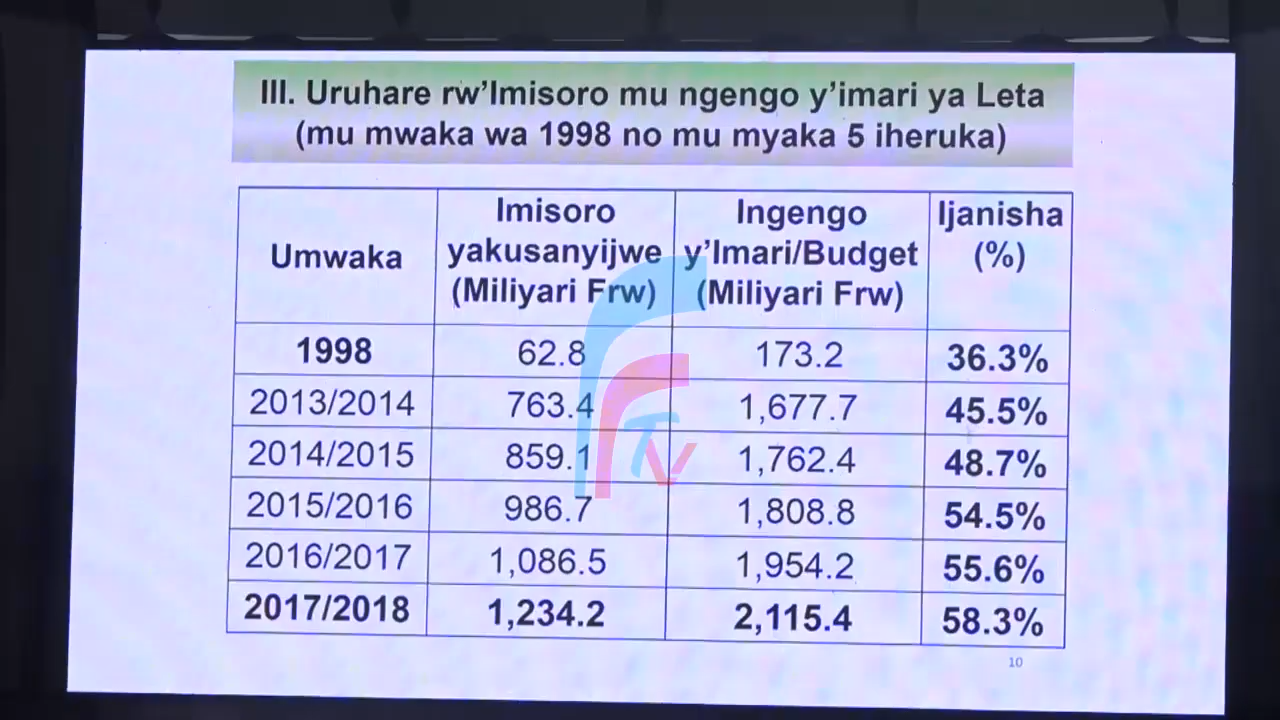 III. Uruhare rw'Imisoro mu ngengo y'imari ya Leta
(mu mwaka wa 1998 no mu myaka 5 iheruka)
Umwaka
Imisoro
yakusanyijwe
(Miliyari Frw)
Ingengo
y'Imari/Budget
(Miliyari Frw)
Ijanisha
(%)
1998 62.8 173.2 36.3%
2013/2014 763.4 1,677.7 45.5%
2014/2015 859.1 1,762.4 48.7%
2015/2016 986.7 1,808.8 54.5%
2016/2017 1,086.5 1,954.2 55.6%
2017/2018 1,234.2 2,115.4 58.3%
TV
10